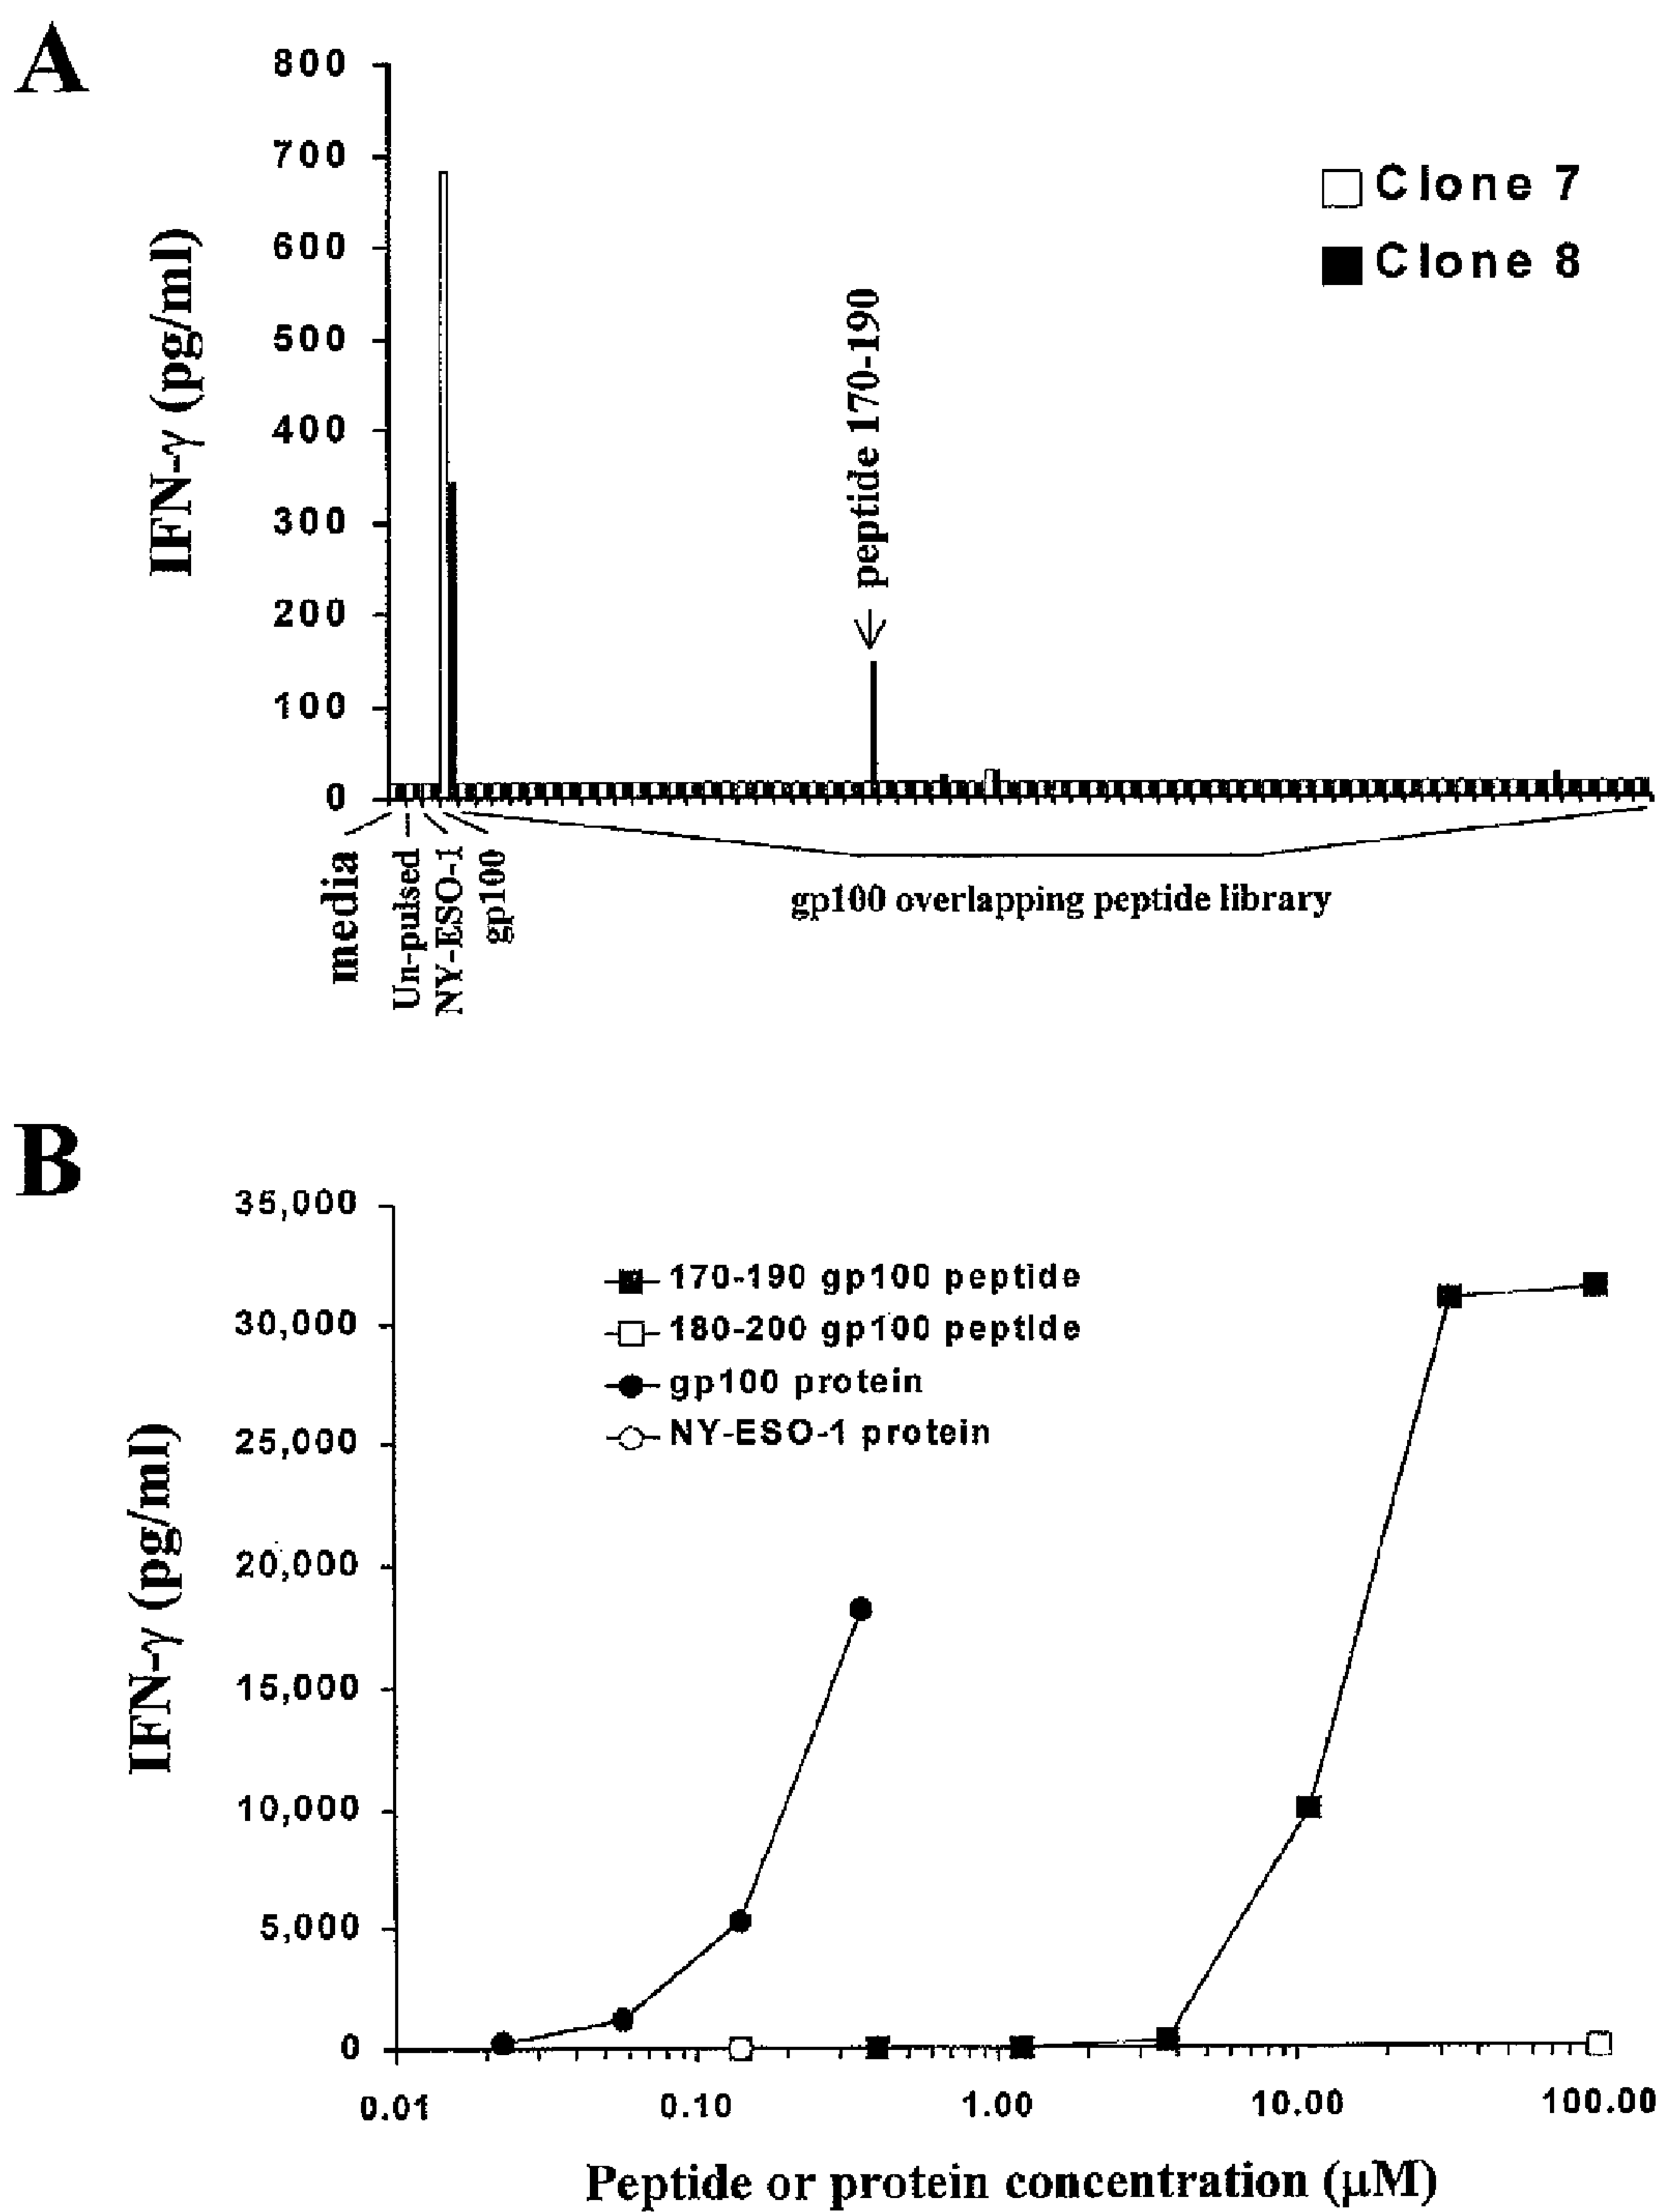 A
800
700
600
500
400
300
200
100
0
IFN-γ (pg/ml)
Clone 7
Clone 8
peptide 170-190
media
Un-pulsed
NY-ESO-1
gp100
gp100 overlapping peptide library
B
35,000
30,000
25,000
20,000
15,000
10,000
5,000
0
IFN-γ (pg/ml)
170-190 gp100 peptide
180-200 gp100 peptide
gp100 protein
NY-ESO-1 protein
0.01
0.10
1.00
10.00
100.00
Peptide or protein concentration (µM)